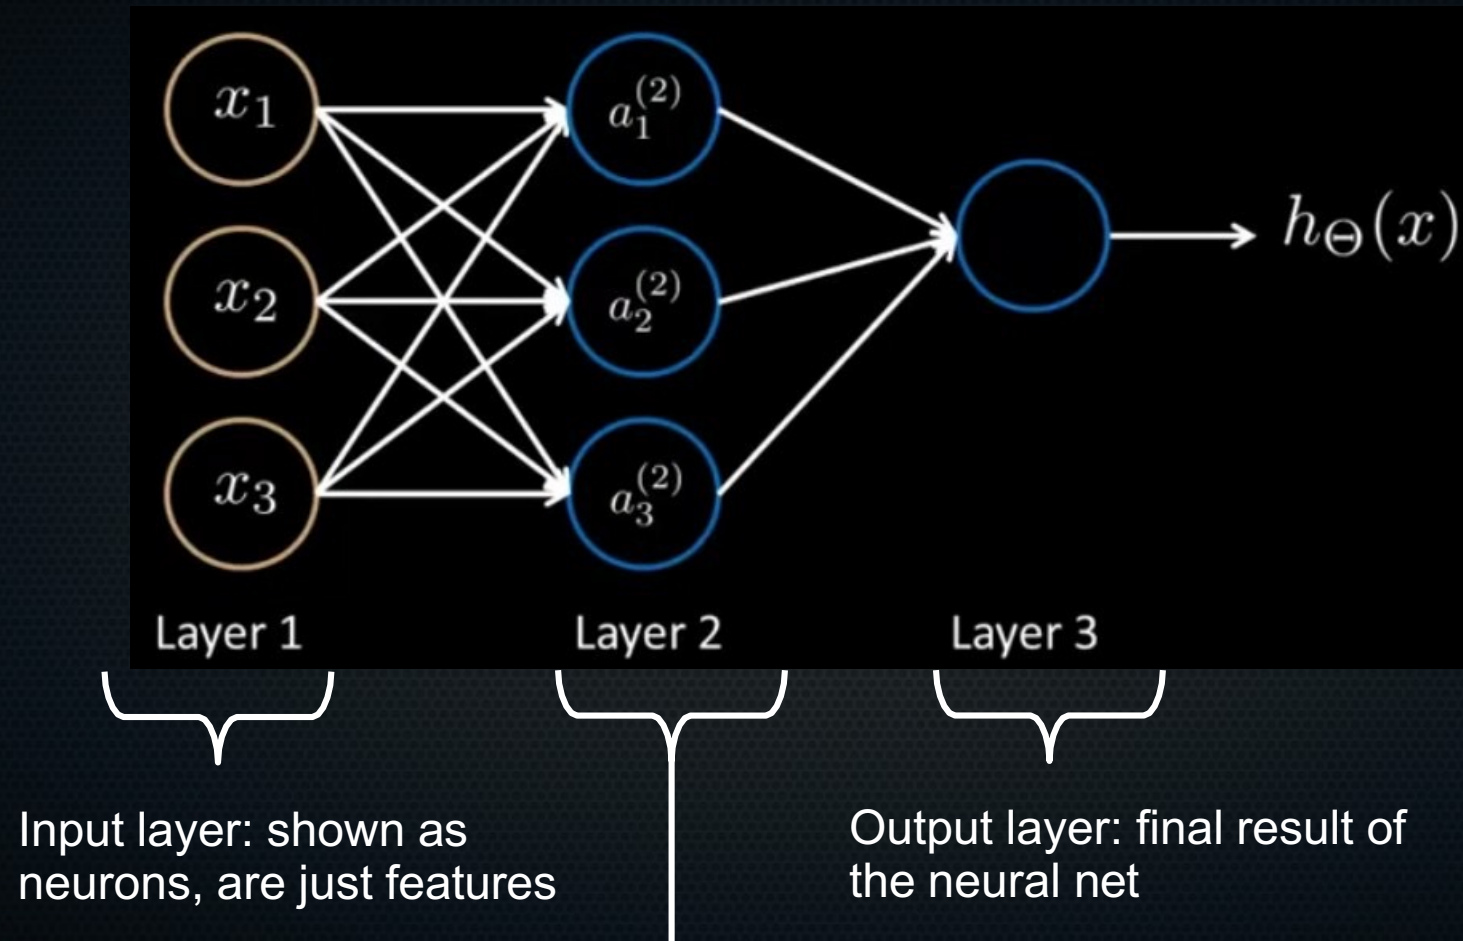 x₁
a₁⁽²⁾
x₂
a₂⁽²⁾
h_Θ(x)
x₃
a₃⁽²⁾
Layer 1
Layer 2
Layer 3
Input layer: shown as
neurons, are just features
Output layer: final result of
the neural net